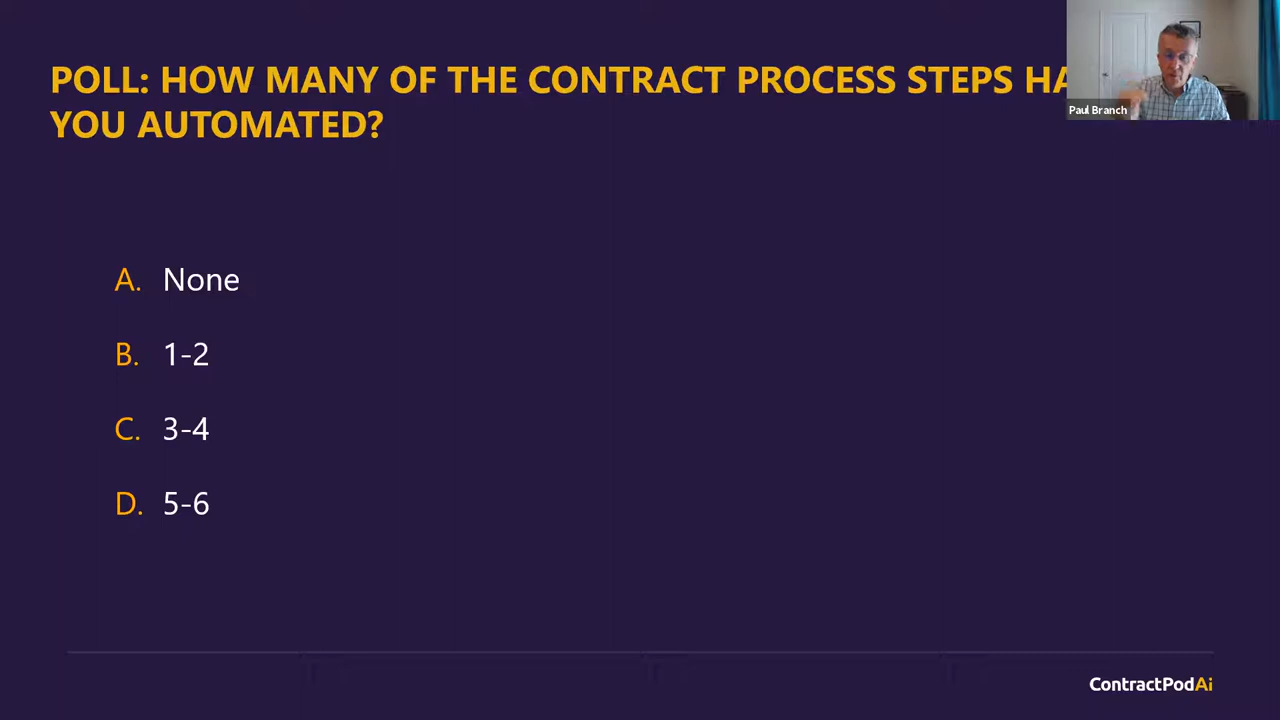 POLL: HOW MANY OF THE CONTRACT PROCESS STEPS
YOU AUTOMATED?
Paul Branch
A. None
B. 1-2
C. 3-4
D. 5-6
ContractPodAi